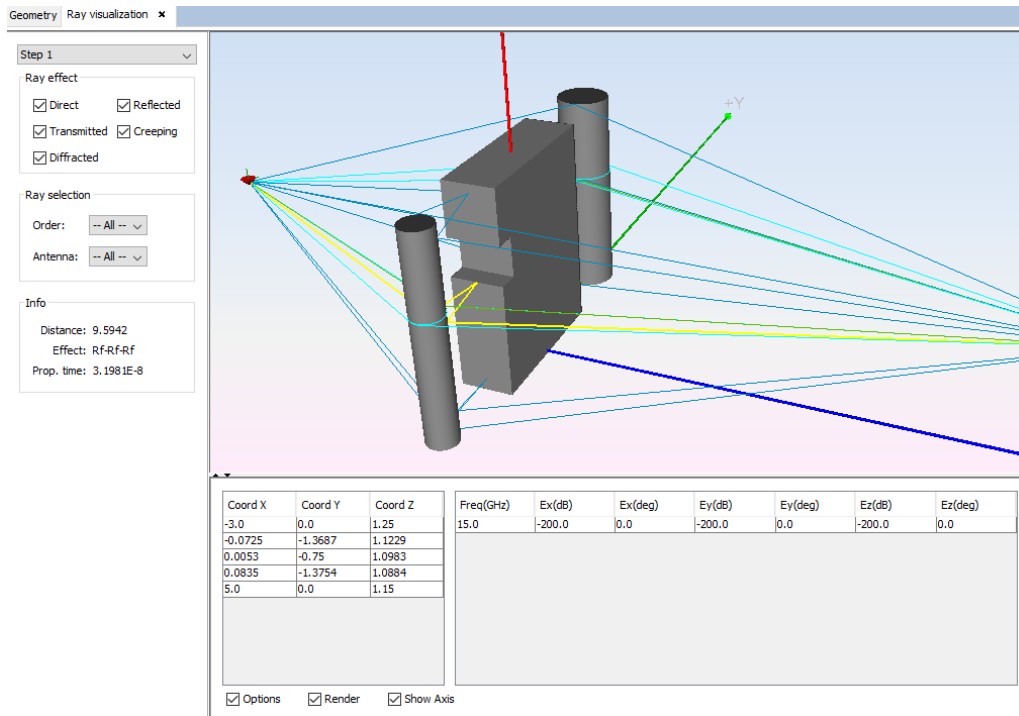 Geometry Ray visualization ×
Step 1
Ray effect
Direct Reflected
Transmitted Creeping
Diffracted
Ray selection
Order: -- All --
Antenna: -- All --
Info
Distance: 9.5942
Effect: Rf-Rf-Rf
Prop. time: 3.1981E-8
+Y
Coord X Coord Y Coord Z
-3.0 0.0 1.25
-0.0725 -1.3687 1.1229
0.0053 -0.75 1.0983
0.0835 -1.3754 1.0884
5.0 0.0 1.15
Freq(GHz) Ex(dB) Ex(deg) Ey(dB) Ey(deg) Ez(dB) Ez(deg)
15.0 -200.0 0.0 -200.0 0.0 -200.0 0.0
Options Render Show Axis